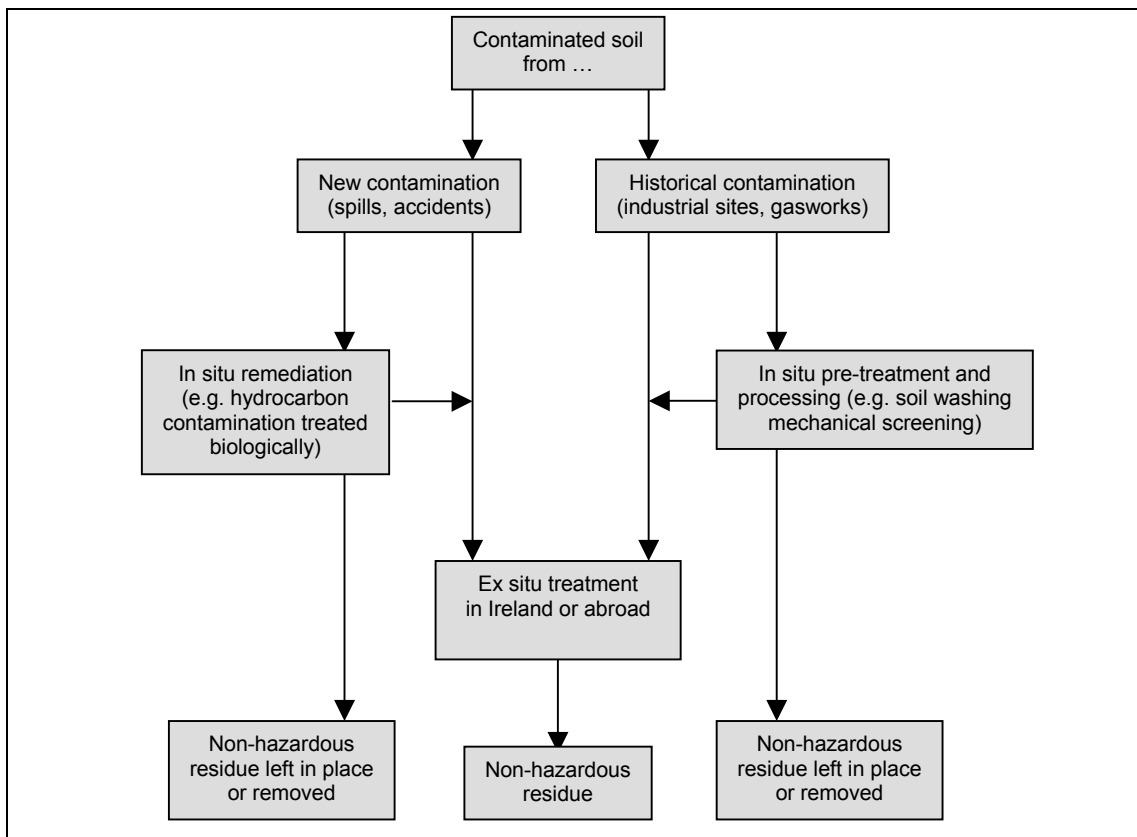 Contaminated soil
from …
New contamination
(spills, accidents)
Historical contamination
(industrial sites, gasworks)
In situ remediation
(e.g. hydrocarbon
contamination treated
biologically)
In situ pre-treatment and
processing (e.g. soil washing
mechanical screening)
Ex situ treatment
in Ireland or abroad
Non-hazardous
residue left in place
or removed
Non-hazardous
residue
Non-hazardous
residue left in place
or removed